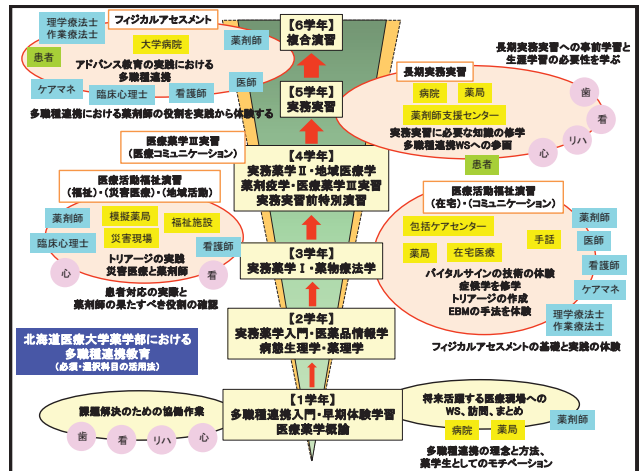 理学療法士
作業療法士
フィジカルアセスメント
大学病院
薬剤師
患者
アドバンス教育の実践における
多職種連携
医師
ケアマネ
臨床心理士
看護師
多職種連携における薬剤師の役割を実践から体験する
【6学年】
複合演習
【5学年】
実務実習
長期実務実習への事前学習と
生涯学習の必要性を学ぶ
長期実務実習
病院
薬局
歯
薬剤師支援センター
看
実務実習に必要な知識の修学
多職種連携WSへの参画
リハ
心
患者
医療薬学Ⅲ実習
(医療コミュニケーション)
【4学年】
実務薬学Ⅱ・地域医療学
薬剤疫学・医療薬学Ⅲ実習
実務実習前特別演習
医療活動福祉演習
(福祉)・(災害医療)・(地域活動)
薬剤師
模擬薬局
福祉施設
臨床心理士
災害現場
看護師
心
トリアージの実践
災害医療と薬剤師
看
患者対応の実際と
薬剤師の果たすべき役割の確認
医療活動福祉演習
(在宅)・(コミュニケーション)
薬剤師
包括ケアセンター
手話
医師
薬局
在宅医療
看護師
バイタルサインの技術の体験
症候学を修学
トリアージの作成
EBMの手法を体験
ケアマネ
理学療法士
作業療法士
フィジカルアセスメントの基礎と実践の体験
【3学年】
実務薬学Ⅰ・薬物療法学
【2学年】
実務薬学入門・医薬品情報学
病態生理学・薬理学
北海道医療大学薬学部における
多職種連携教育
(必須・選択科目の活用法)
【1学年】
多職種連携入門・早期体験学習
医療薬学概論
課題解決のための協働作業
歯
看
リハ
心
将来活躍する医療現場への
WS、訪問、まとめ
薬剤師
病院
薬局
多職種連携の理念と方法、
薬学生としてのモチベーション